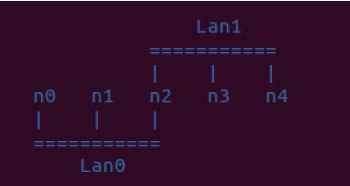 Lan1
===========
| | |
n0 n1 n2 n3 n4
| | |
===========
Lan0